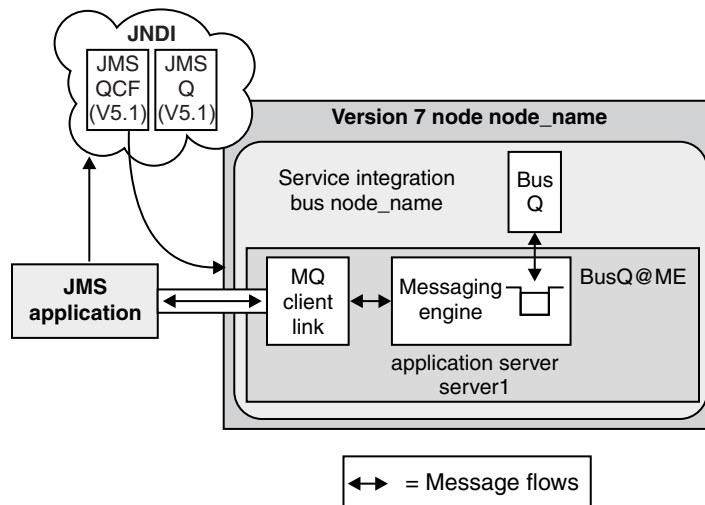 JNDI
JMS
QCF
(V5.1)
JMS
Q
(V5.1)
Version 7 node node_name
Service integration
bus node_name
Bus
Q
JMS
application
MQ
client
link
Messaging
engine
BusQ@ME
application server
server1
= Message flows